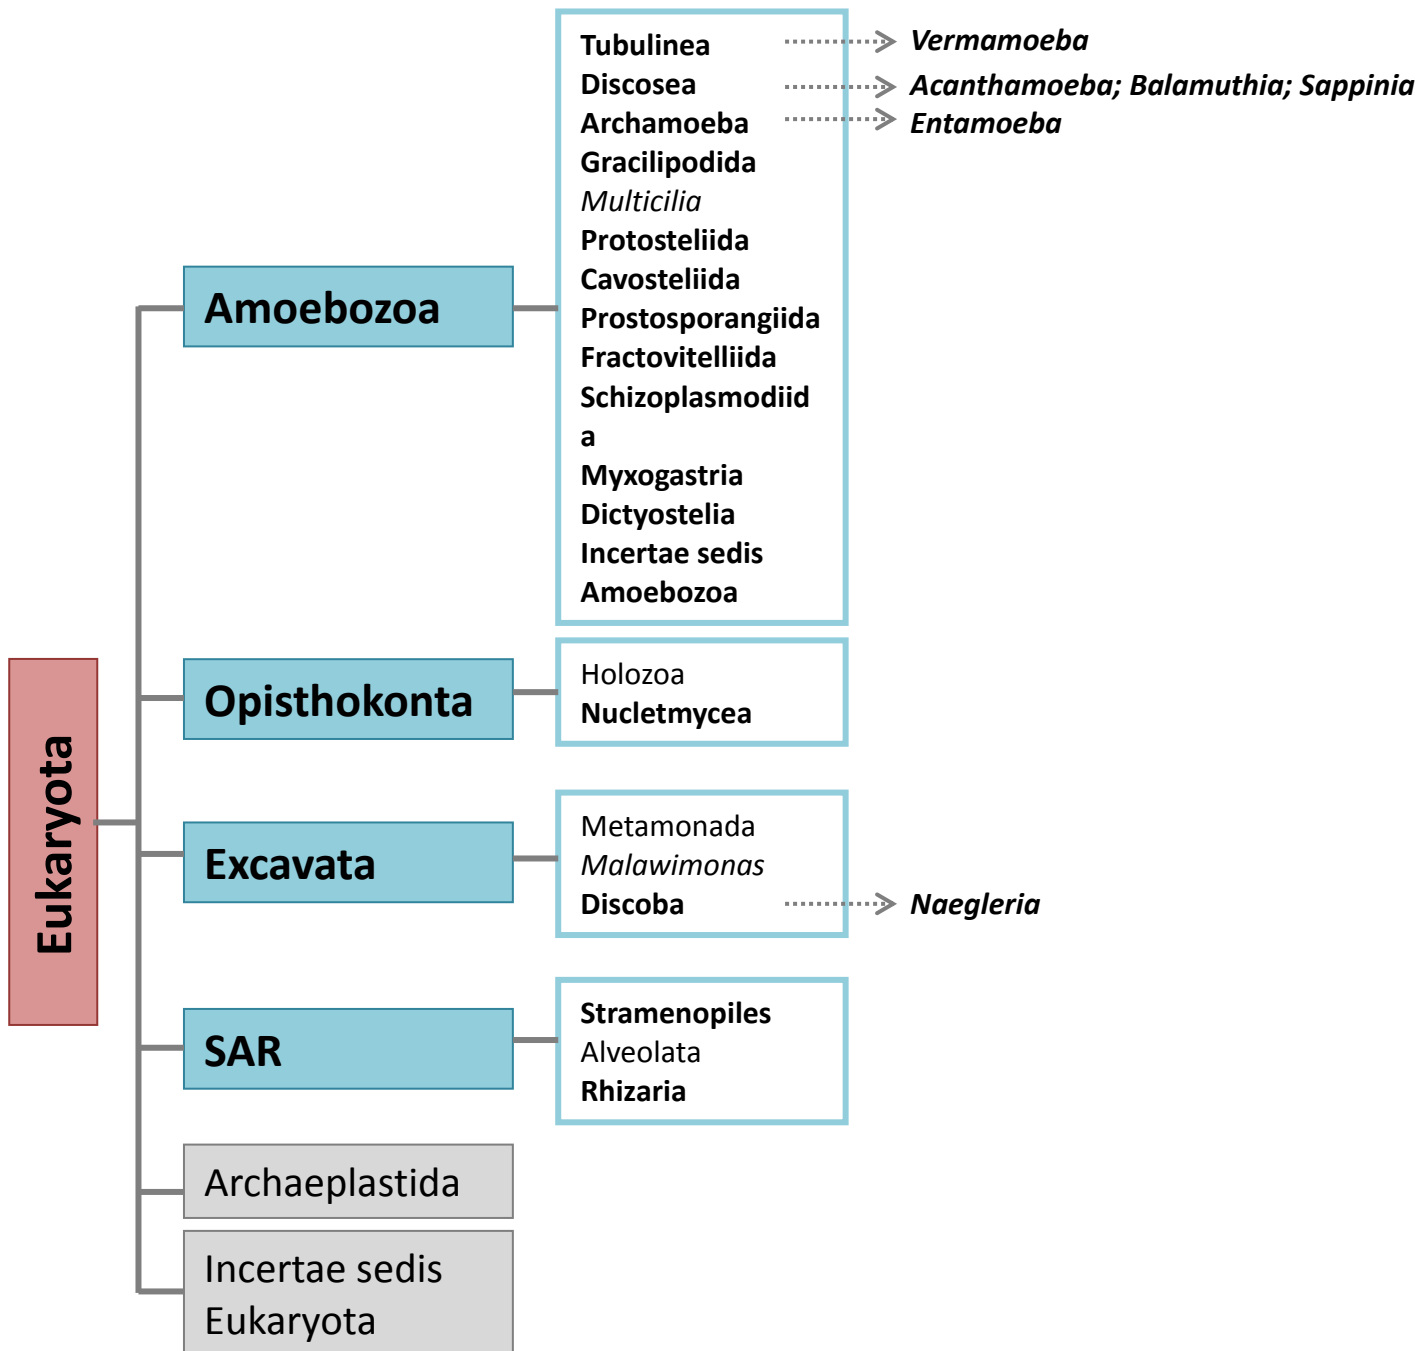 Eukaryota
Amoebozoa
Tubulinea
Discosea
Archamoeba
Gracilipodida
Multicilia
Protosteliida
Cavosteliida
Prostosporangiida
Fractovitelliida
Schizoplasmodiid
a
Myxogastria
Dictyostelia
Incertae sedis
Amoebozoa
Vermamoeba
Acanthamoeba; Balamuthia; Sappinia
Entamoeba
Opisthokonta
Holozoa
Nucletmycea
Excavata
Metamonada
Malawimonas
Discoba
Naegleria
SAR
Stramenopiles
Alveolata
Rhizaria
Archaeplastida
Incertae sedis
Eukaryota